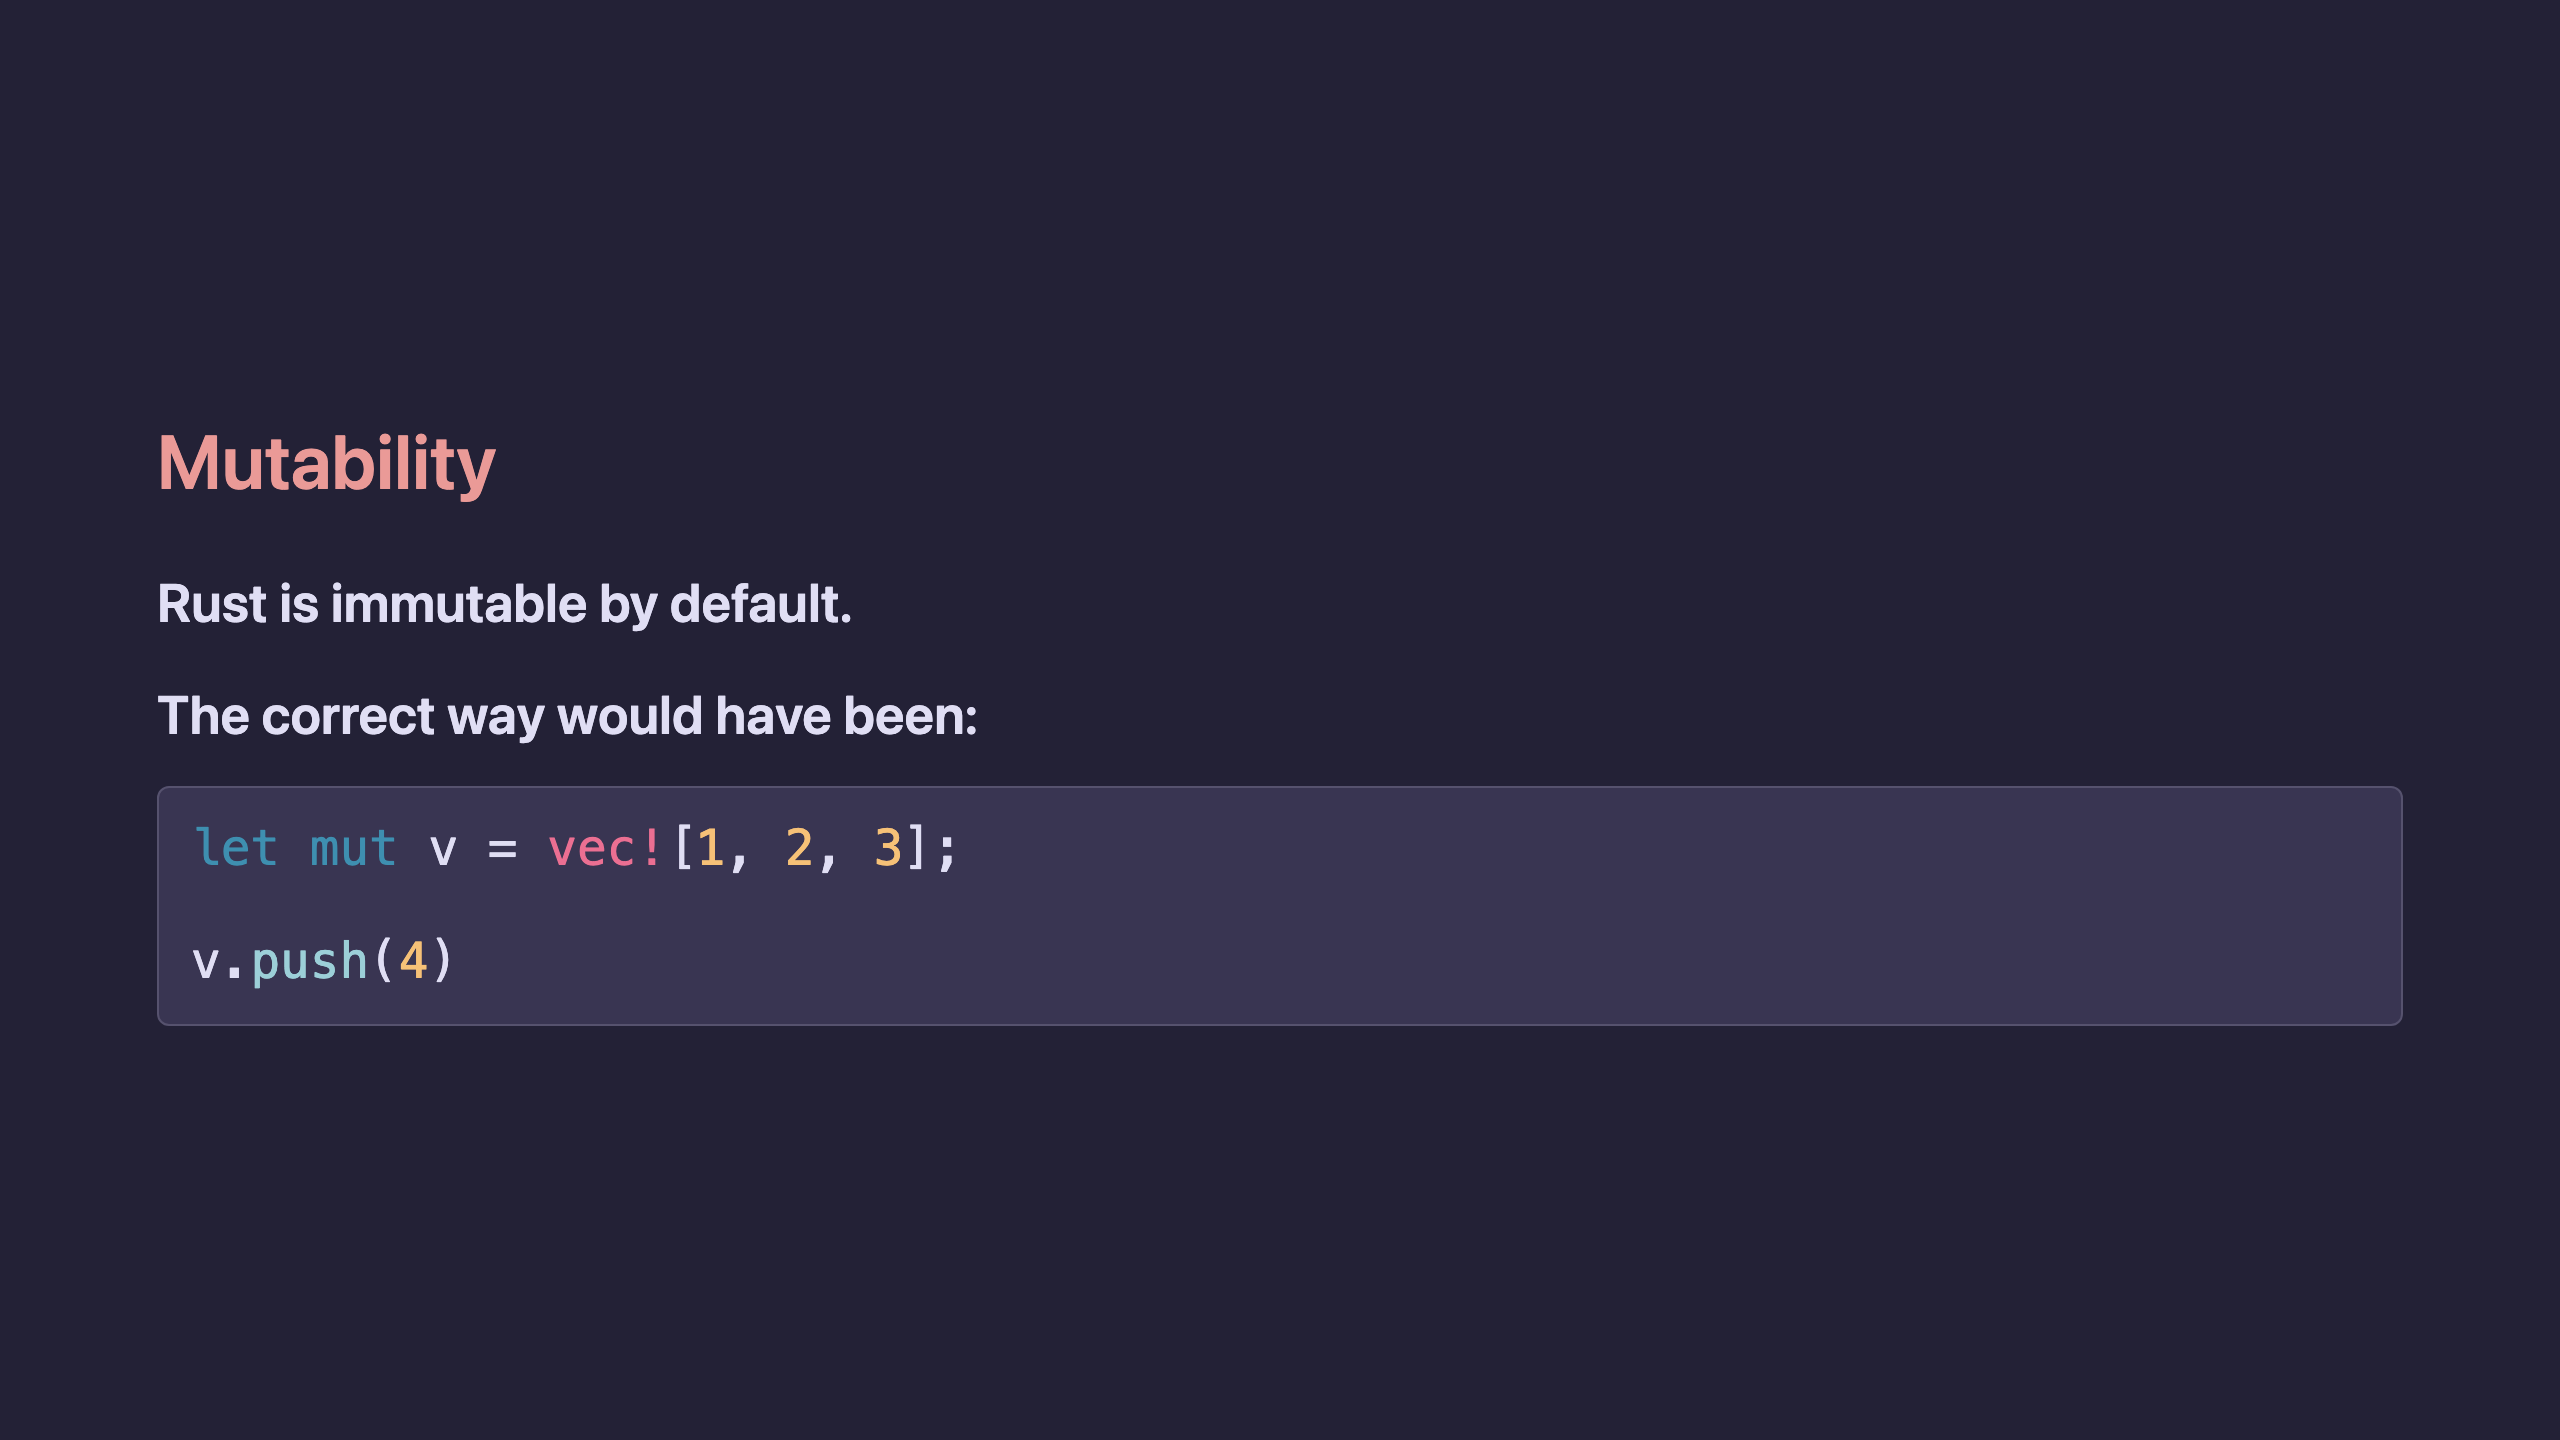 Mutability
Rust is immutable by default.
The correct way would have been:
let mut v = vec![1, 2, 3];
v.push(4)